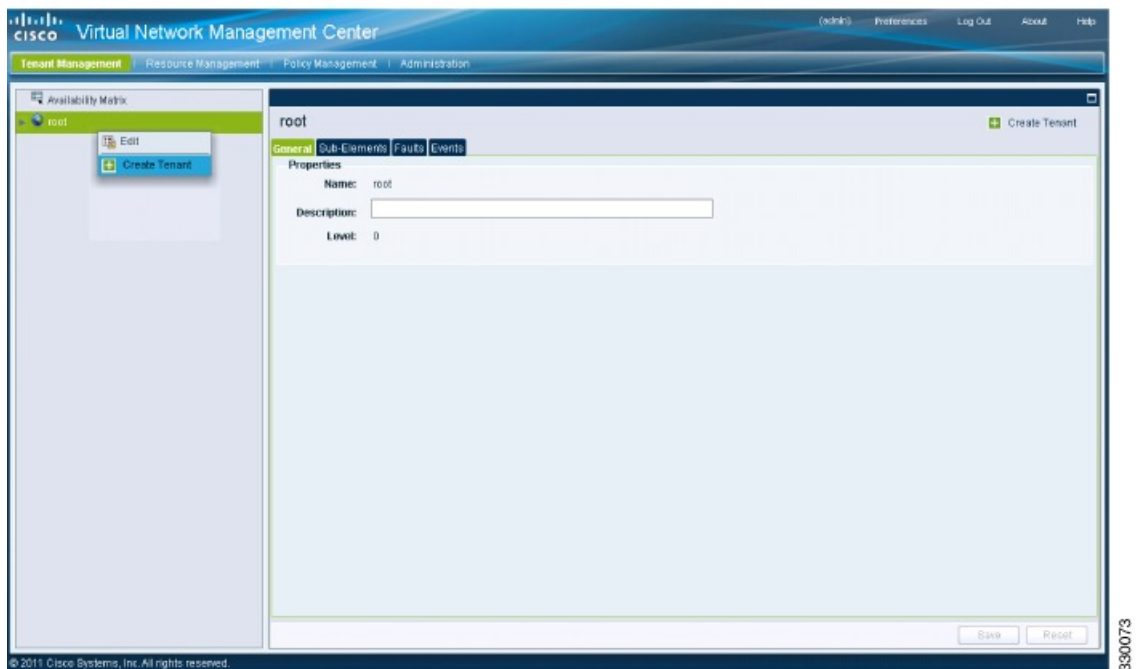 CISCO Virtual Network Management Center
(admin) Preferences Log Out About Help
Tenant Management | Resource Management | Policy Management | Administration
Availability Matrix
root
Edit
Create Tenant
root
Create Tenant
General Sub-Elements Faults Events
Properties
Name: root
Description:
Level: 0
Save Reset
© 2011 Cisco Systems, Inc. All rights reserved.
330073